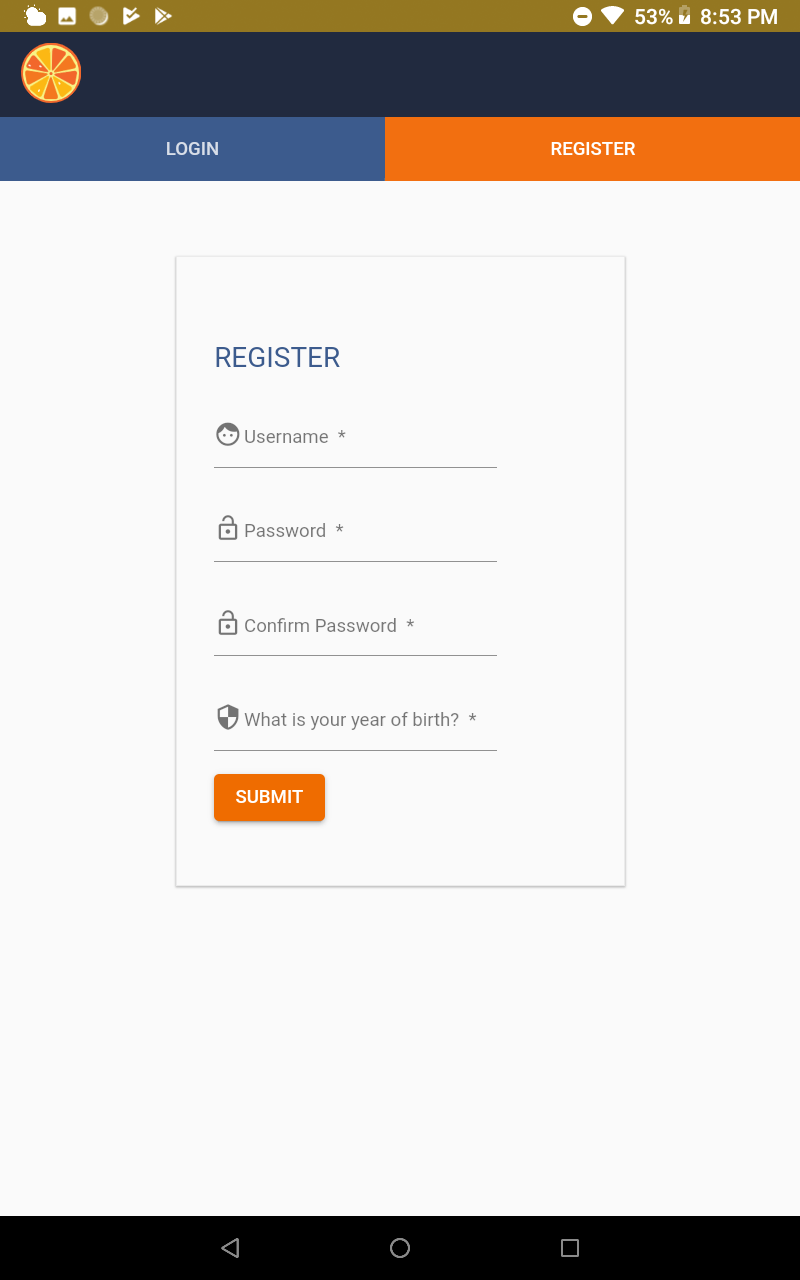 53% 8:53 PM
LOGIN REGISTER
REGISTER
Username *
Password *
Confirm Password *
What is your year of birth? *
SUBMIT